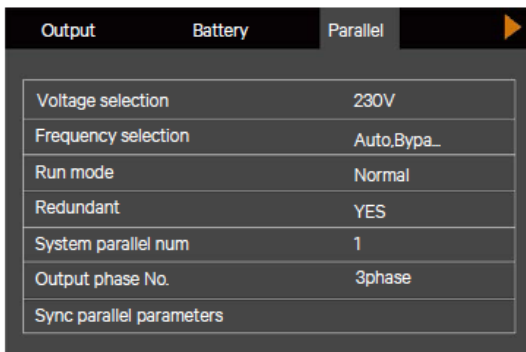 Output Battery Parallel
Voltage selection 230V
Frequency selection Auto,Bypa...
Run mode Normal
Redundant YES
System parallel num 1
Output phase No. 3phase
Sync parallel parameters